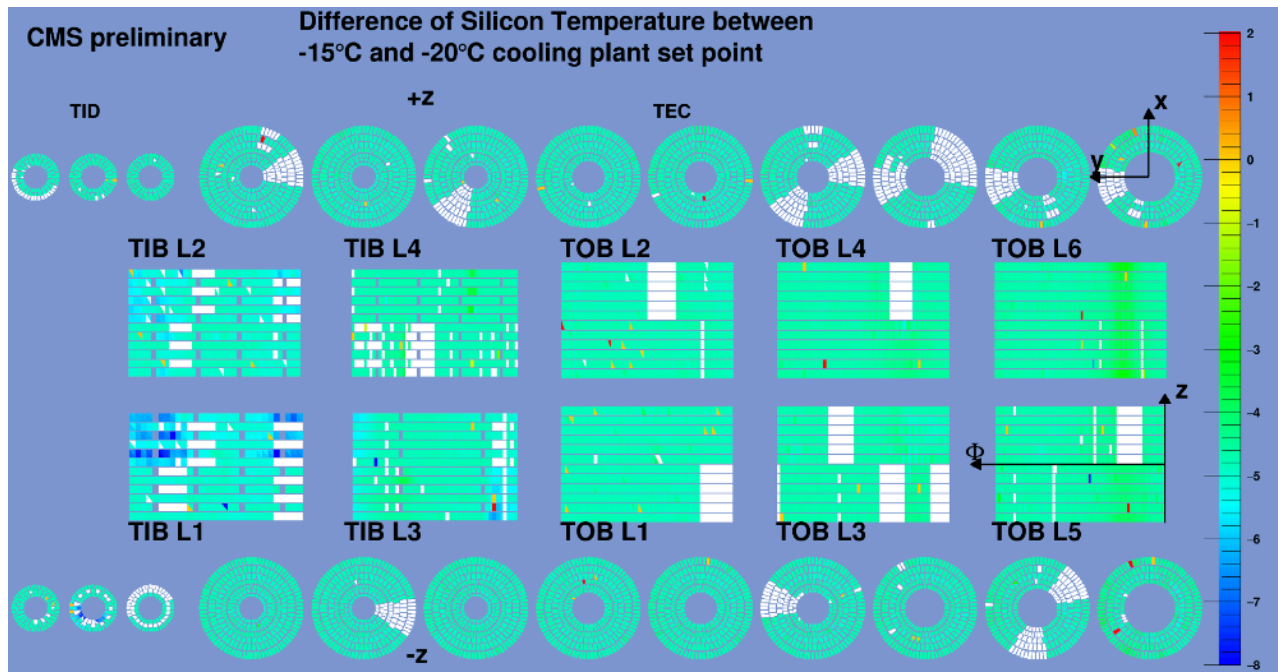 Difference of Silicon Temperature between
CMS preliminary
-15°C and -20°C cooling plant set point
2
+z
1
TID
TEC
x
0
y
-1
TIB L2 TIB L4 TOB L2 TOB L4 TOB L6
-2
-3
-4
z
Φ
-5
TIB L1 TIB L3 TOB L1 TOB L3 TOB L5
-6
-7
-z
-8